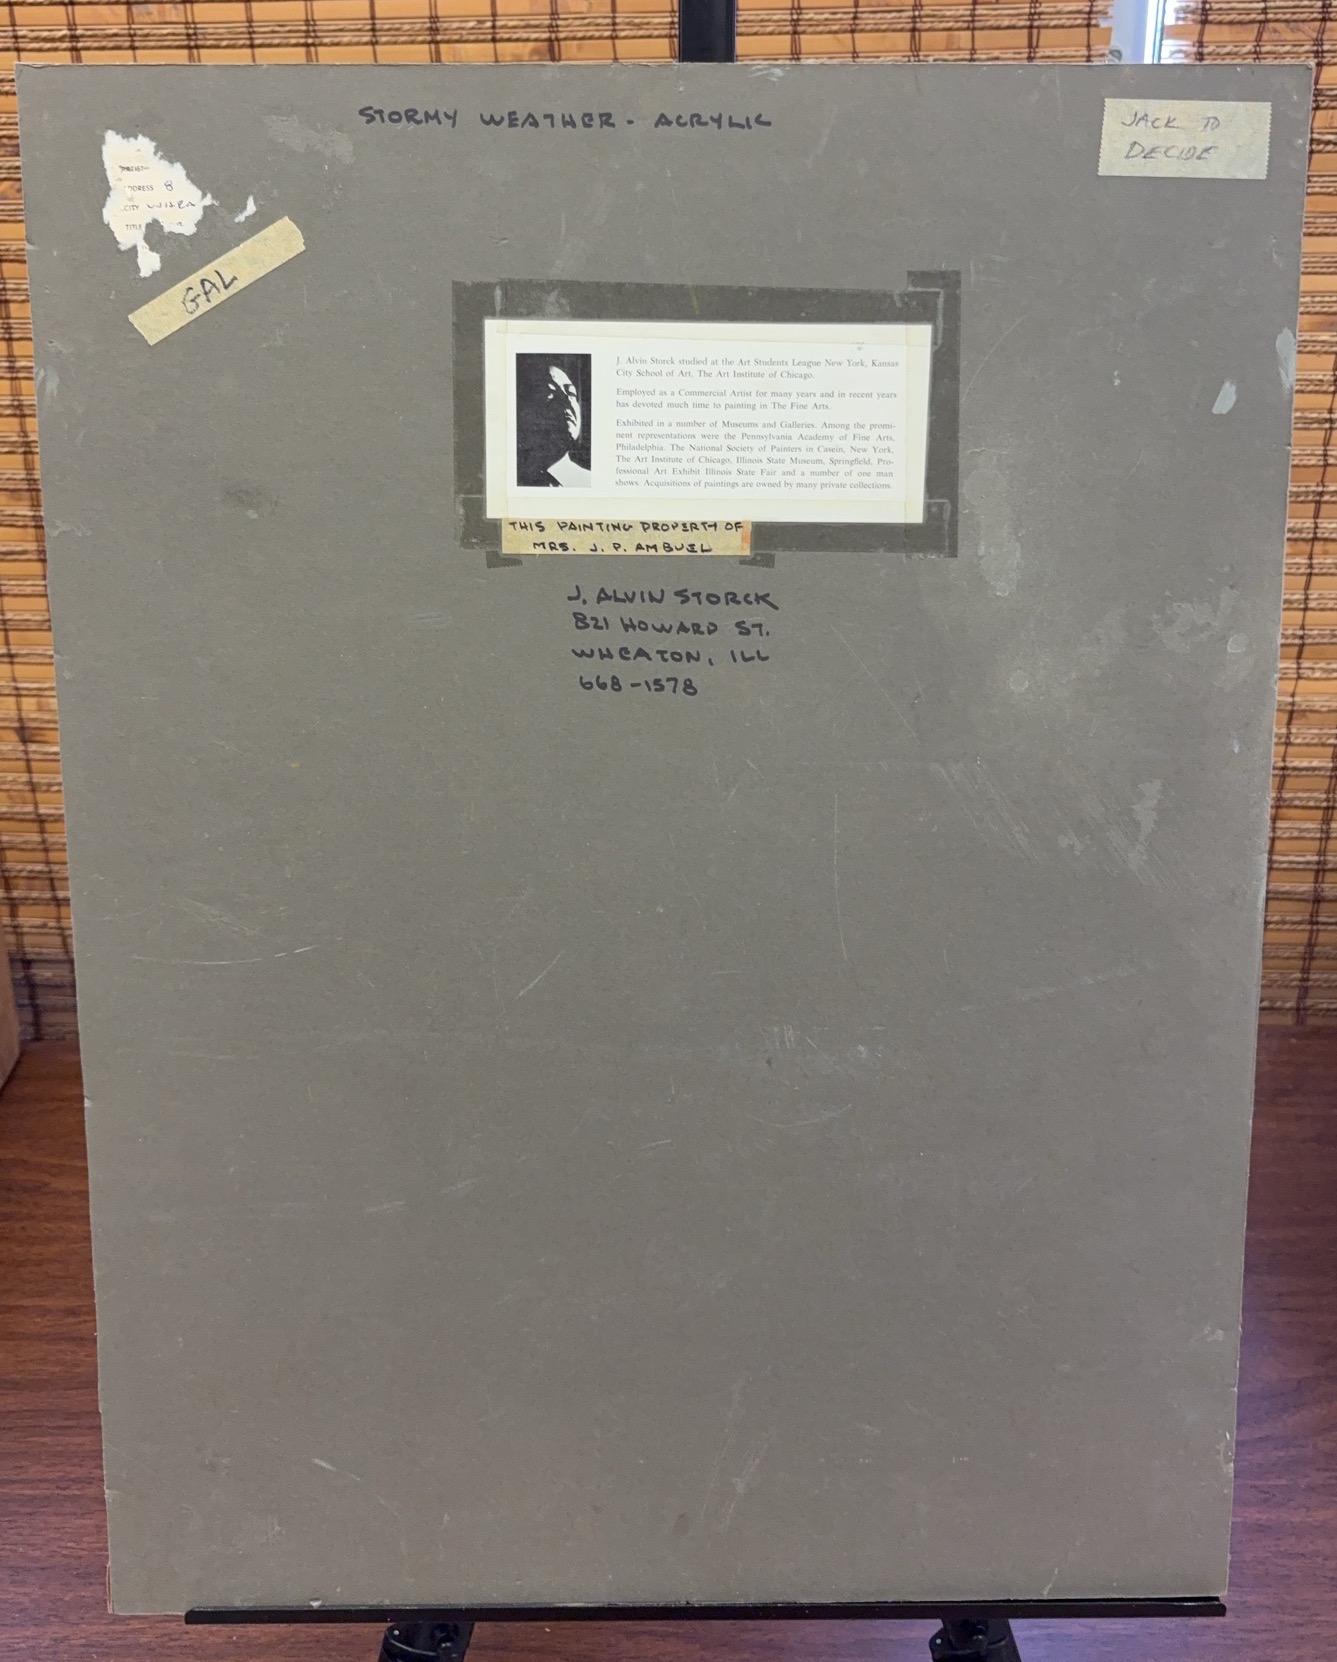 STORMY WEATHER - ACRYLIC
JACK TO
DECIDE
DRESS 8
CITY
TITLE
GAL
J. Alvin Storck studied at the Art Students League New York, Kansas
City School of Art, The Art Institute of Chicago.
Employed as a Commercial Artist for many years and in recent years
has devoted much time to painting in The Fine Arts.
Exhibited in a number of Museums and Galleries. Among the promi-
nent representations were the Pennsylvania Academy of Fine Arts,
Philadelphia. The National Society of Painters in Casein, New York,
The Art Institute of Chicago, Illinois State Museum, Springfield, Pro-
fessional Art Exhibit Illinois State Fair and a number of one man
shows. Acquisitions of paintings are owned by many private collections.
THIS PAINTING PROPERTY OF
MRS. J. P. AMBUEL
J. ALVIN STORCK
821 HOWARD ST.
WHEATON, ILL
668-1578